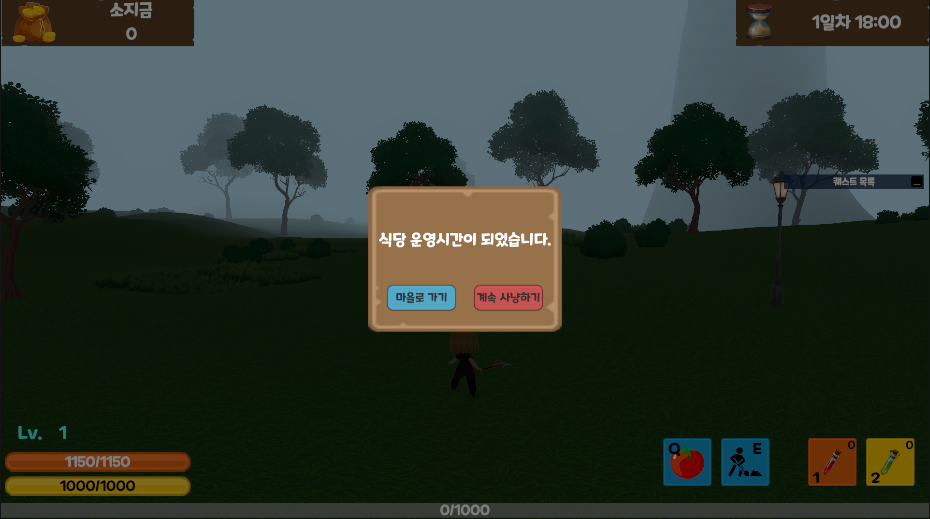 소지금
0
1일차 18:00
퀘스트 목록
식당 운영시간이 되었습니다.
마을로 가기
계속 사냥하기
Lv. 1
1150/1150
1000/1000
Q
E
0
1
0
2
0/1000